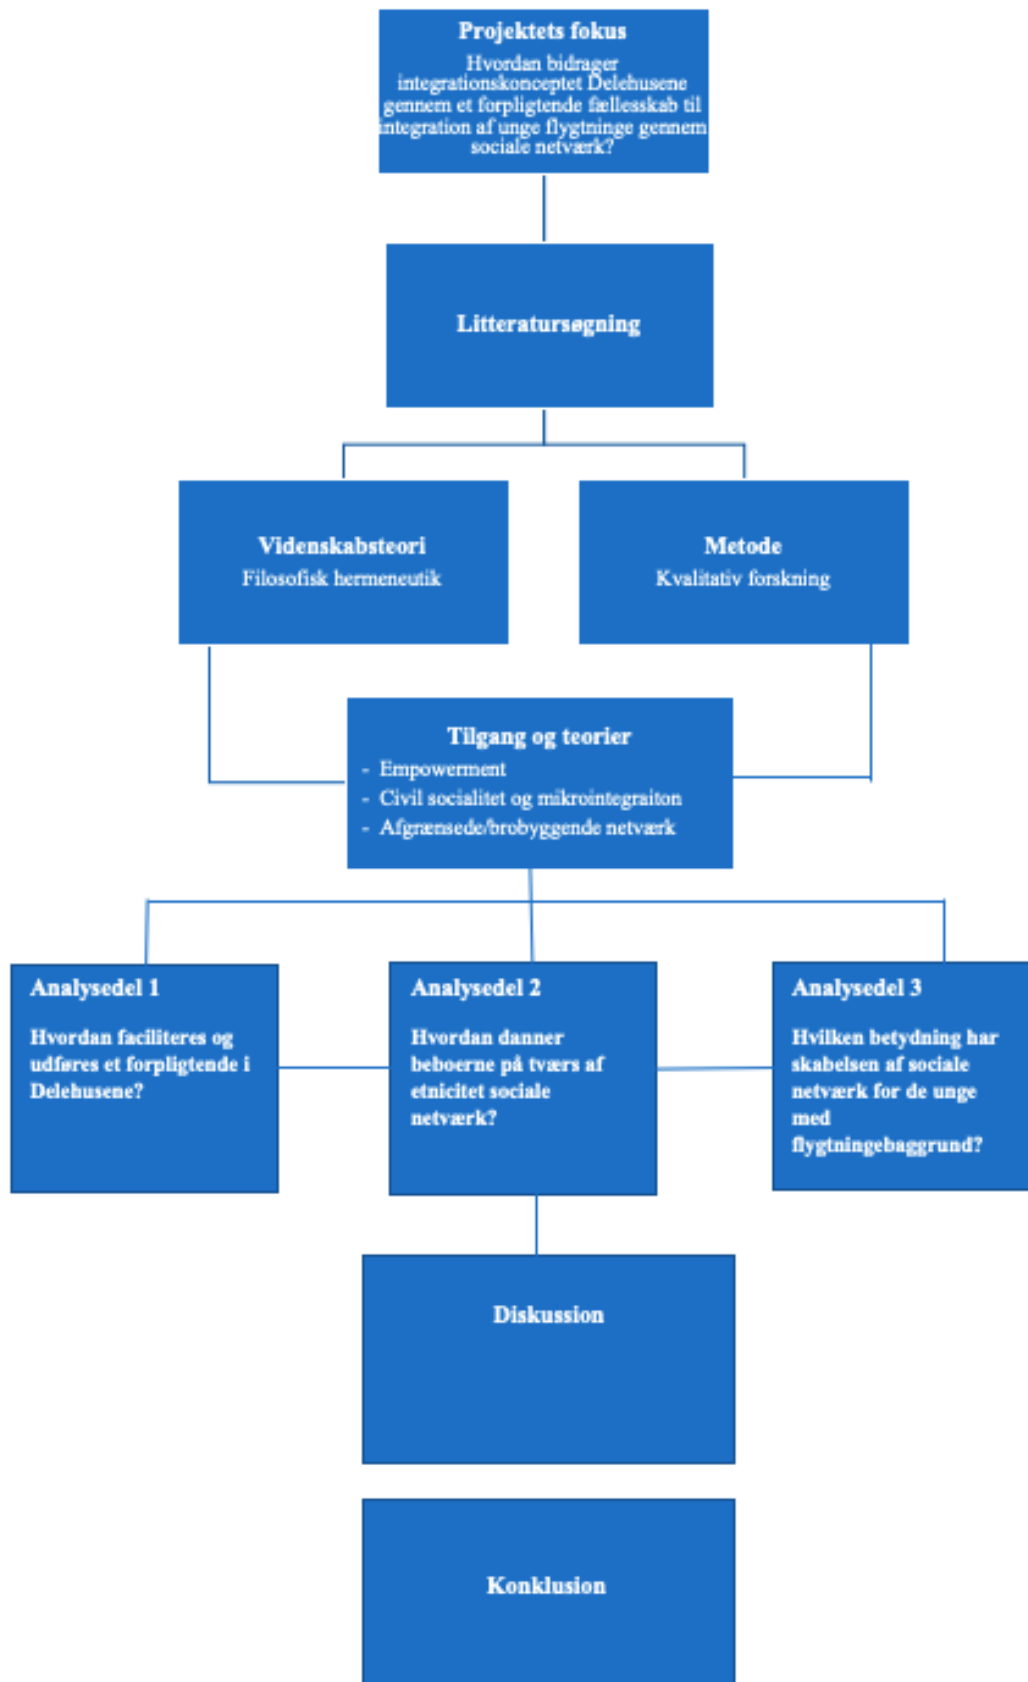 Projektets fokus
Hvordan bidrager
integrationskonceptet Delehusene
gennem et forpligtende fællesskab til
integration af unge flygtninge gennem
sociale netværk?
Litteratursøgning
Videnskabsteori
Filosofisk hermeneutik
Metode
Kvalitativ forskning
Tilgang og teorier
- Empowerment
- Civil socialitet og mikrointegraiton
- Afgrænsede/brobyggende netværk
Analysedel 1
Hvordan faciliteres og
udføres et forpligtende i
Delehusene?
Analysedel 2
Hvordan danner
beboerne på tværs af
etnicitet sociale
netværk?
Analysedel 3
Hvilken betydning har
skabelsen af sociale
netværk for de unge
med
flygtningebaggrund?
Diskussion
Konklusion